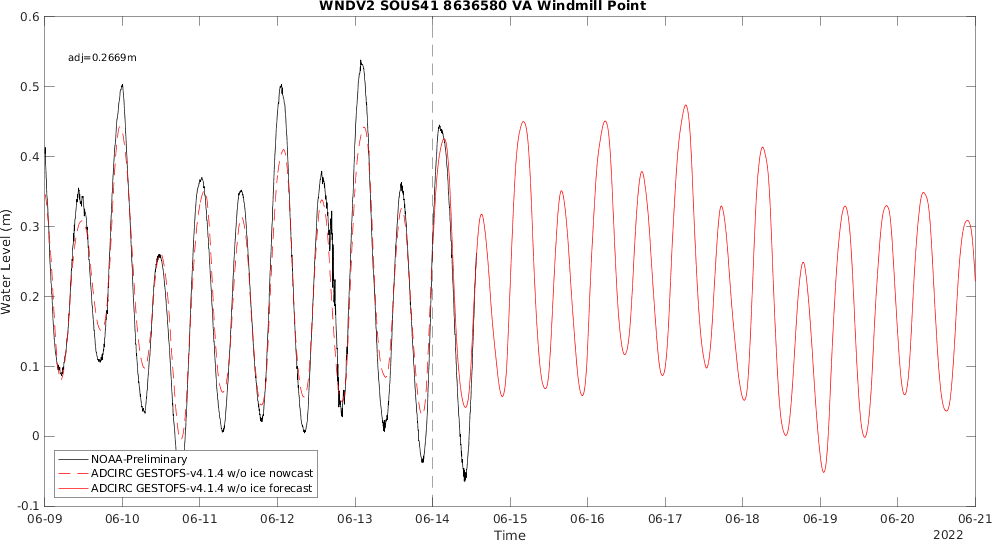 WNDV2 SOUS41 8636580 VA Windmill Point
adj=0.2669m
0.6
0.5
0.4
0.3
0.2
0.1
0
-0.1
Water Level (m)
NOAA-Preliminary
ADCIRC GESTOFS-v4.1.4 w/o ice nowcast
ADCIRC GESTOFS-v4.1.4 w/o ice forecast
06-09 06-10 06-11 06-12 06-13 06-14 06-15 06-16 06-17 06-18 06-19 06-20 06-21
Time
2022